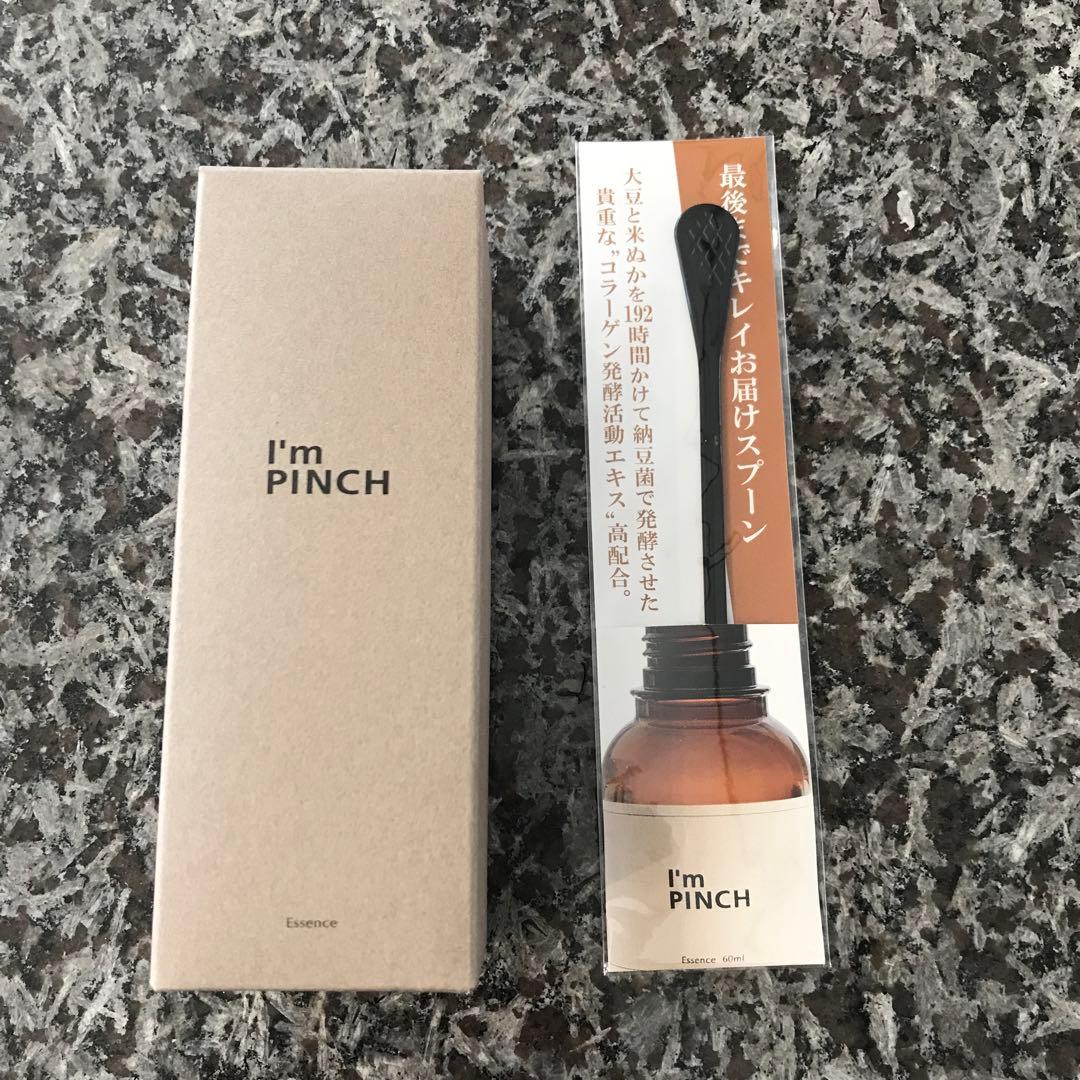 I'm
PINCH
Essence
最後までキレイお届けスプーン
大豆と米ぬかを192時間かけて納豆菌で発酵させた
貴重な”コラーゲン発酵活動エキス“高配合。
I'm
PINCH
Essence 60ml